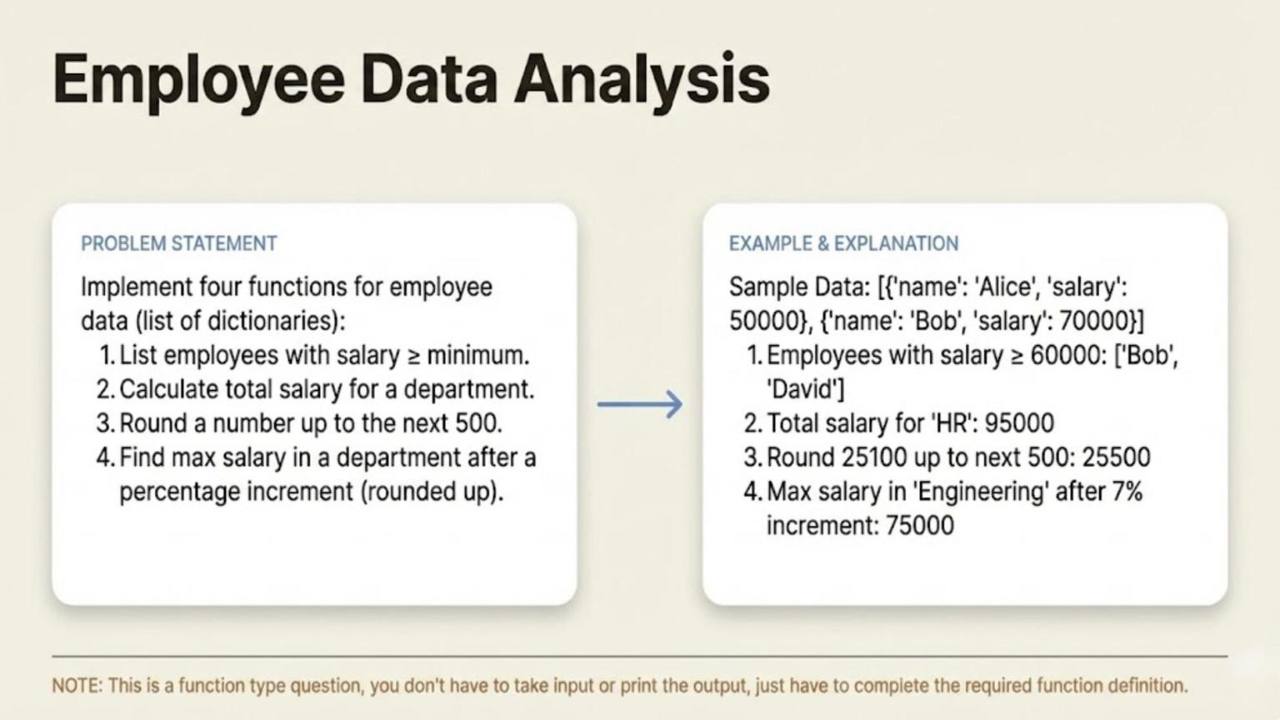 Employee Data Analysis
PROBLEM STATEMENT
Implement four functions for employee
data (list of dictionaries):
1. List employees with salary ≥ minimum.
2. Calculate total salary for a department.
3. Round a number up to the next 500.
4. Find max salary in a department after a
percentage increment (rounded up).
EXAMPLE & EXPLANATION
Sample Data: [{'name': 'Alice', 'salary':
50000}, {'name': 'Bob', 'salary': 70000}]
1. Employees with salary ≥ 60000: ['Bob',
'David']
2. Total salary for 'HR': 95000
3. Round 25100 up to next 500: 25500
4. Max salary in 'Engineering' after 7%
increment: 75000
NOTE: This is a function type question, you don't have to take input or print the output, just have to complete the required function definition.